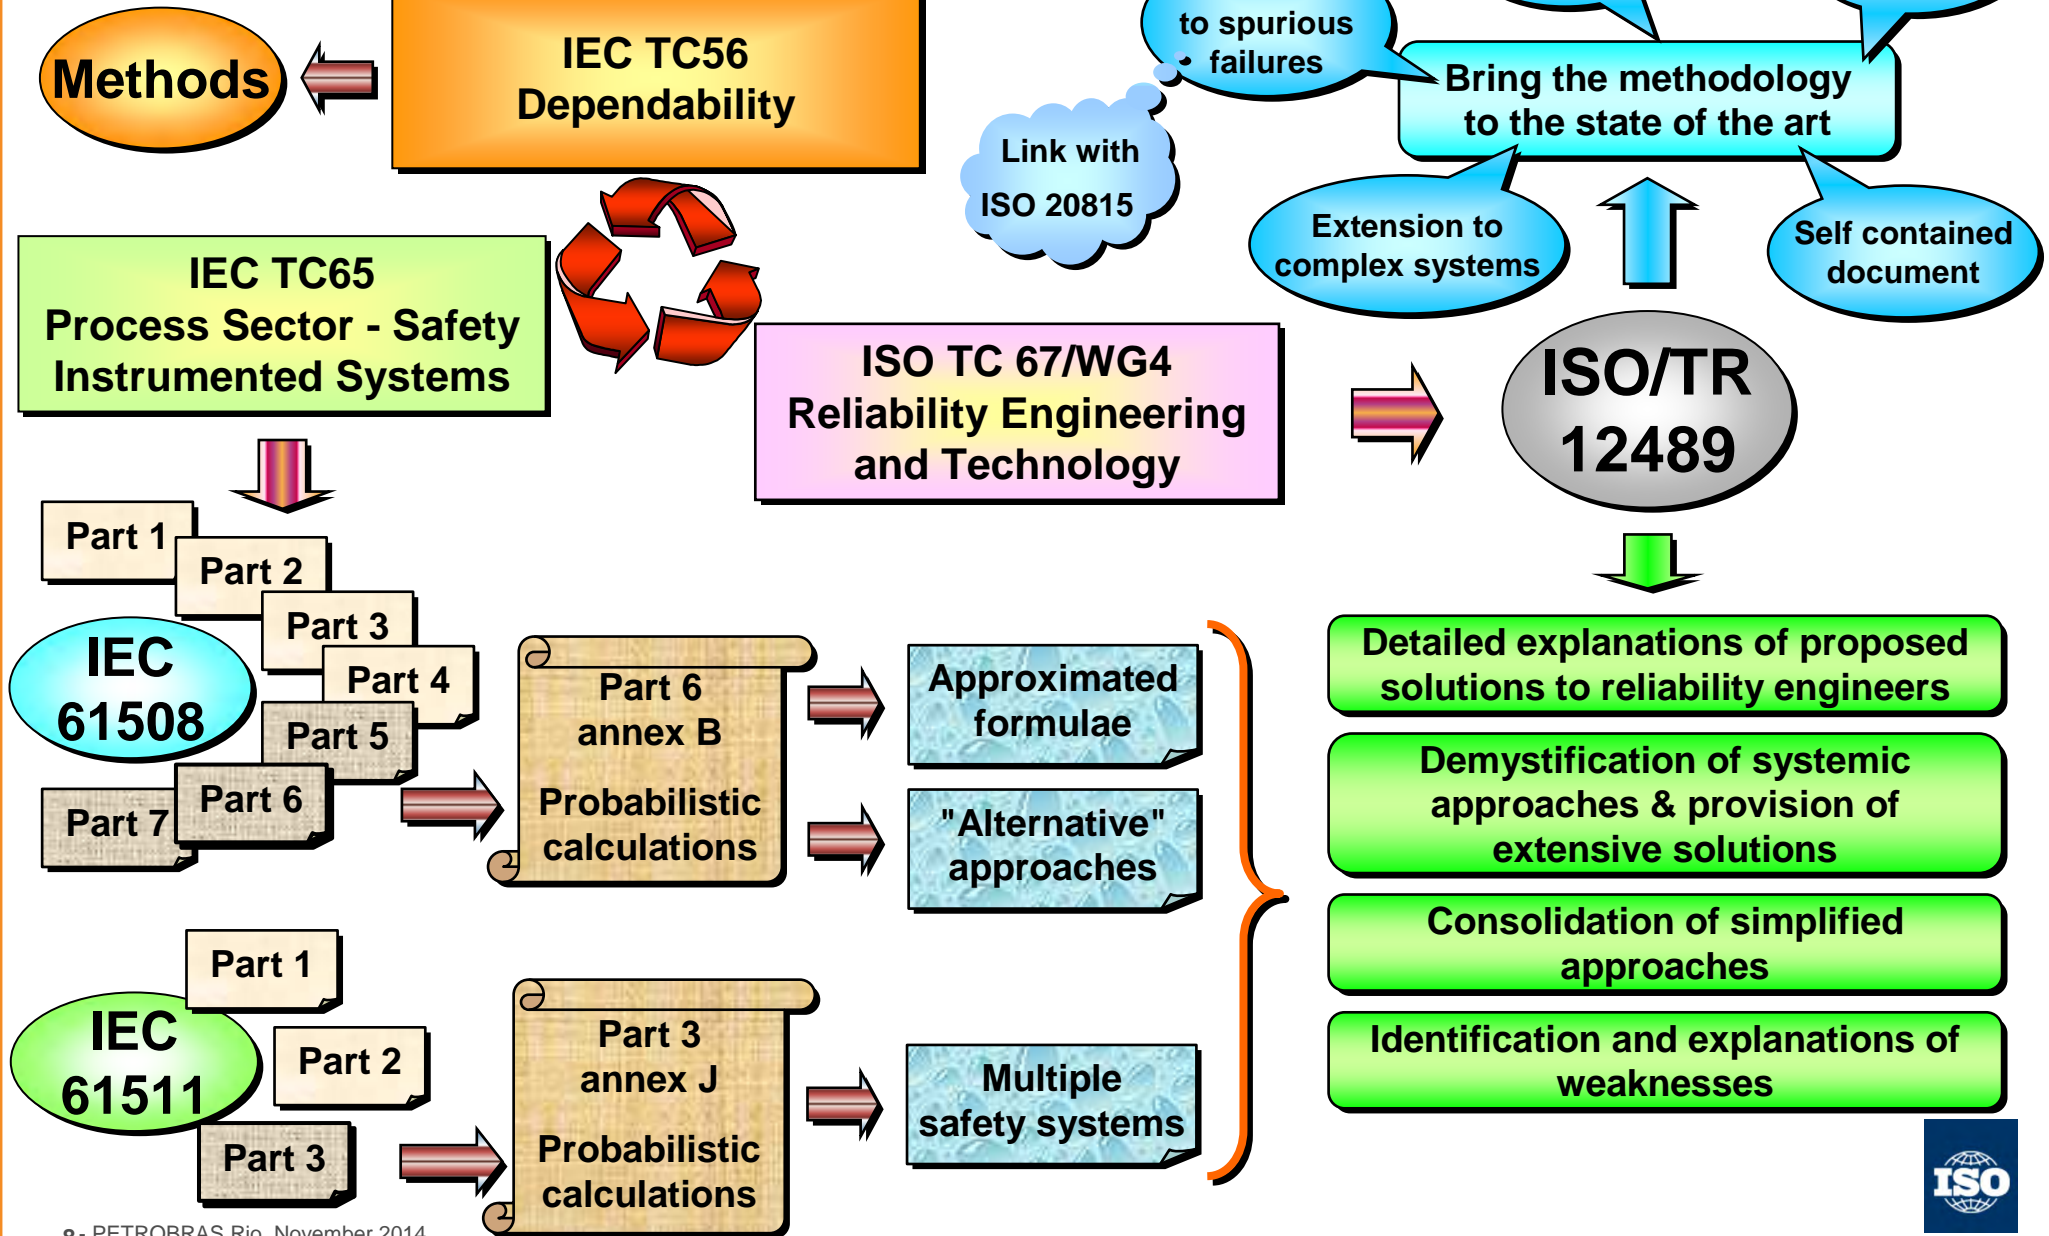 Methods
IEC TC56
Dependability
to spurious
failures
Bring the methodology
to the state of the art
Link with
ISO 20815
Extension to
complex systems
Self contained
document
IEC TC65
Process Sector - Safety
Instrumented Systems
ISO TC 67/WG4
Reliability Engineering
and Technology
ISO/TR
12489
Part 1
Part 2
Part 3
Part 4
Part 5
Part 6
Part 7
IEC
61508
Part 6
annex B
Probabilistic
calculations
Approximated
formulae
"Alternative"
approaches
Detailed explanations of proposed
solutions to reliability engineers
Demystification of systemic
approaches & provision of
extensive solutions
Consolidation of simplified
approaches
Identification and explanations of
weaknesses
IEC
61511
Part 1
Part 2
Part 3
Part 3
annex J
Probabilistic
calculations
Multiple
safety systems
ISO
8 - PETROBRAS Rio, November 2014